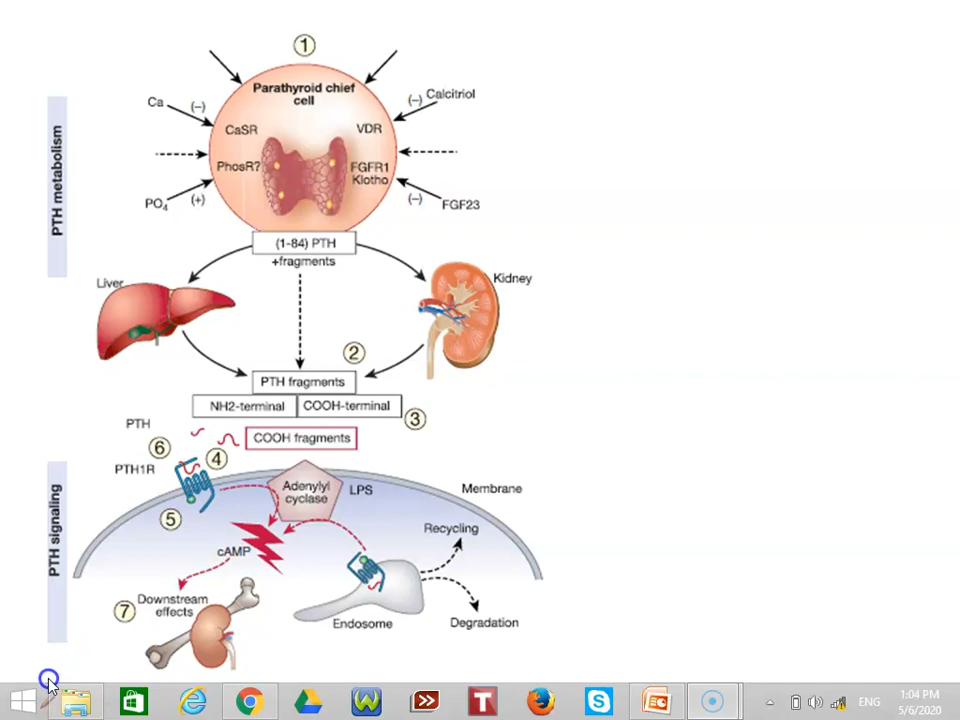 1
Parathyroid chief
cell
Ca
(–)
(–)
Calcitriol
CaSR
VDR
PTH metabolism
PhosR?
FGFR1
Klotho
PO4
(+)
(–)
FGF23
(1-84) PTH
+fragments
Liver
Kidney
2
PTH fragments
NH2-terminal
COOH-terminal
3
PTH
COOH fragments
6
4
PTH1R
Adenylyl
cyclase
LPS
Membrane
PTH signaling
5
Recycling
cAMP
7
Downstream
effects
Endosome
Degradation
W
T
S
P
ENG
1:04 PM
5/6/2020